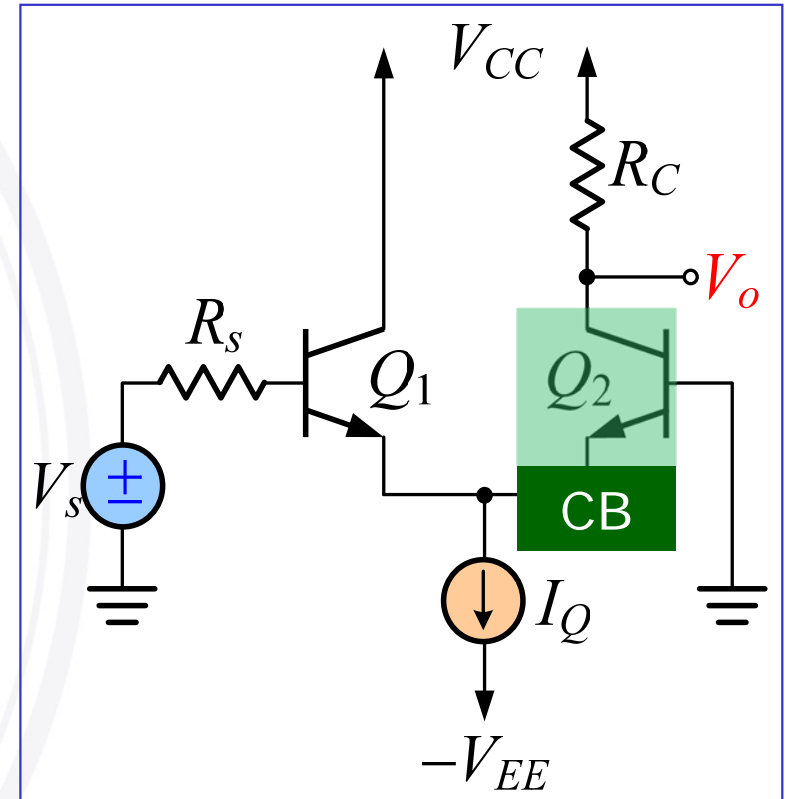 V_CC
R_C
V_o
R_s
Q_1
Q_2
V_s
±
CB
I_Q
–V_EE